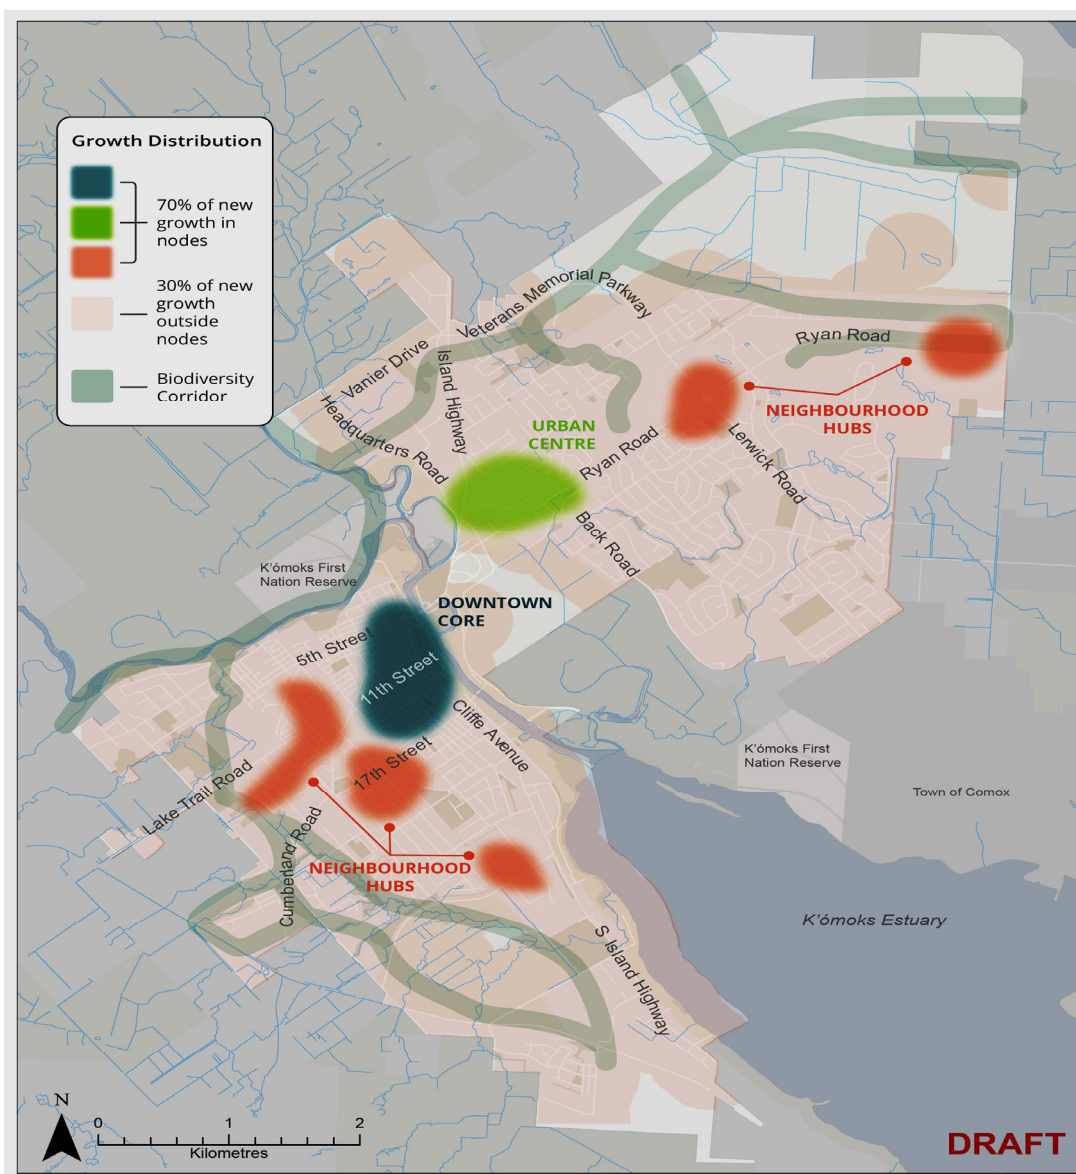 Growth Distribution
70% of new
growth in
nodes
30% of new
growth
outside
nodes
Biodiversity
Corridor
Veterans Memorial Parkway
Vanier Drive
Island Highway
Headquarters Road
Ryan Road
NEIGHBOURHOOD
HUBS
URBAN
CENTRE
Ryan Road
Lerwick Road
Back Road
K'ómoks First
Nation Reserve
DOWNTOWN
CORE
5th Street
11th Street
Cliffe Avenue
17th Street
Lake Trail Road
Cumberland Road
NEIGHBOURHOOD
HUBS
K'ómoks First
Nation Reserve
Town of Comox
K'ómoks Estuary
S Island Highway
N
0 1 2
Kilometres
DRAFT